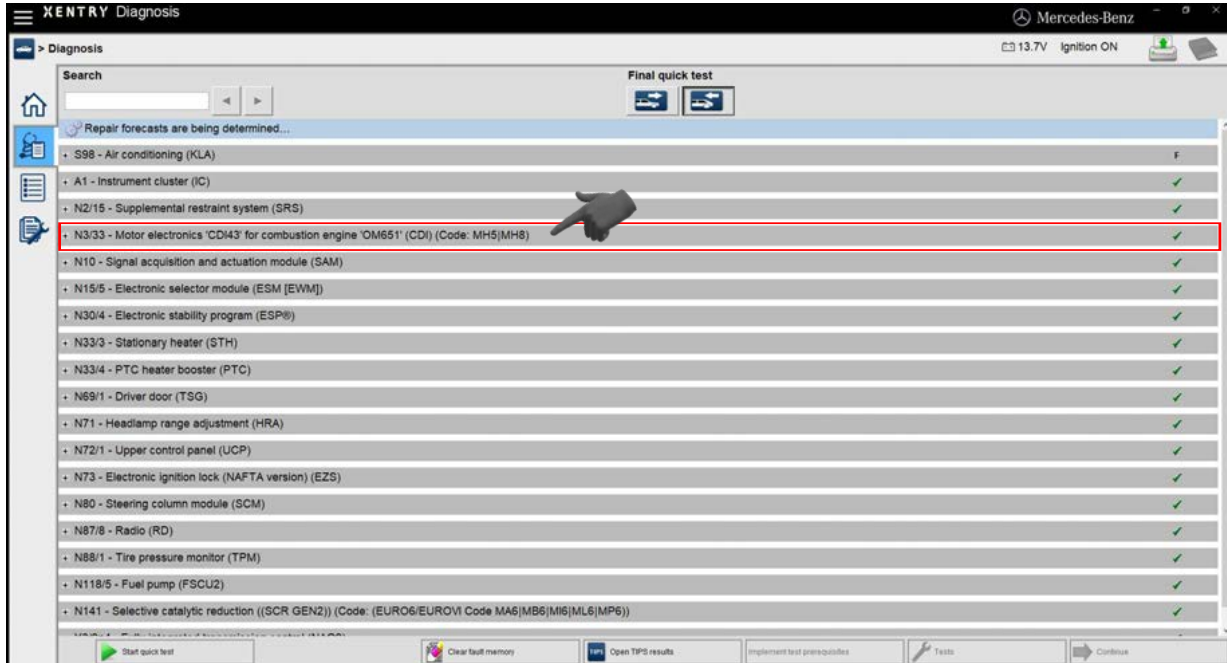 XENTRY Diagnosis
Mercedes-Benz
> Diagnosis
13.7V Ignition ON
Search
Final quick test
Repair forecasts are being determined...
+ S98 - Air conditioning (KLA) F
+ A1 - Instrument cluster (IC) ✓
+ N2/15 - Supplemental restraint system (SRS) ✓
+ N3/33 - Motor electronics 'CDI43' for combustion engine 'OM651' (CDI) (Code: MH5|MH8) ✓
+ N10 - Signal acquisition and actuation module (SAM) ✓
+ N15/5 - Electronic selector module (ESM [EWM]) ✓
+ N30/4 - Electronic stability program (ESP®) ✓
+ N33/3 - Stationary heater (STH) ✓
+ N33/4 - PTC heater booster (PTC) ✓
+ N69/1 - Driver door (TSG) ✓
+ N71 - Headlamp range adjustment (HRA) ✓
+ N72/1 - Upper control panel (UCP) ✓
+ N73 - Electronic ignition lock (NAFTA version) (EZS) ✓
+ N80 - Steering column module (SCM) ✓
+ N87/8 - Radio (RD) ✓
+ N88/1 - Tire pressure monitor (TPM) ✓
+ N118/5 - Fuel pump (FSCU2) ✓
+ N141 - Selective catalytic reduction ((SCR GEN2)) (Code: (EURO6/EUROVI Code MA6|MB6|MI6|ML6|MP6)) ✓
Start quick test
Clear fault memory
TIPS Open TIPS results
Implement test prerequisites
Tests
Continue